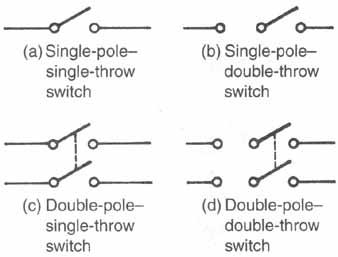 (a) Single-pole–
single-throw
switch
(b) Single-pole–
double-throw
switch
(c) Double-pole–
single-throw
switch
(d) Double-pole–
double-throw
switch